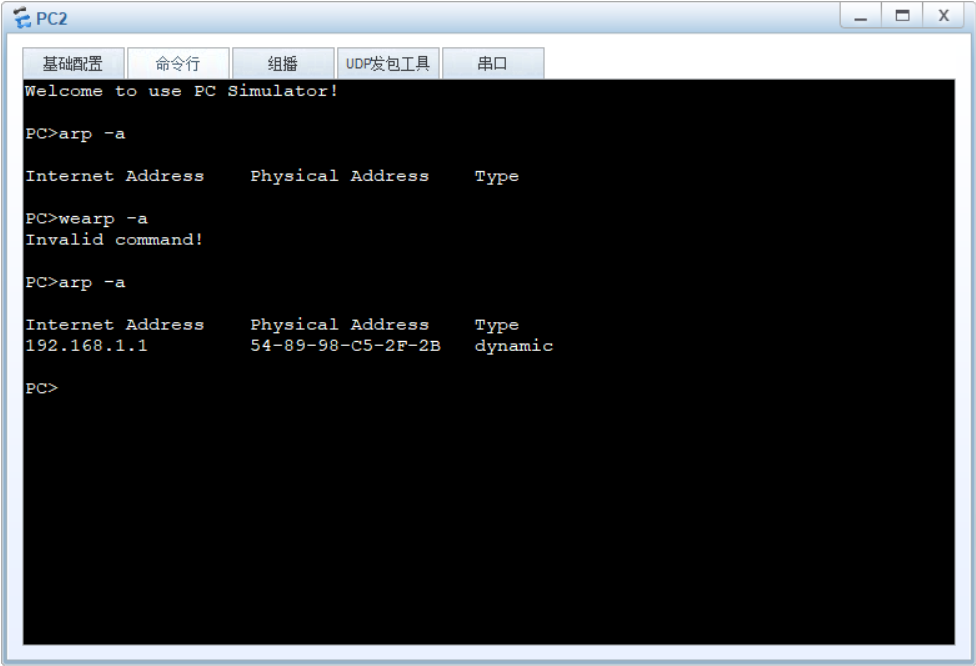 PC2
基础配置 命令行 组播 UDP发包工具 串口
Welcome to use PC Simulator!
PC>arp -a
Internet Address Physical Address Type
PC>wearp -a
Invalid command!
PC>arp -a
Internet Address Physical Address Type
192.168.1.1 54-89-98-C5-2F-2B dynamic
PC>